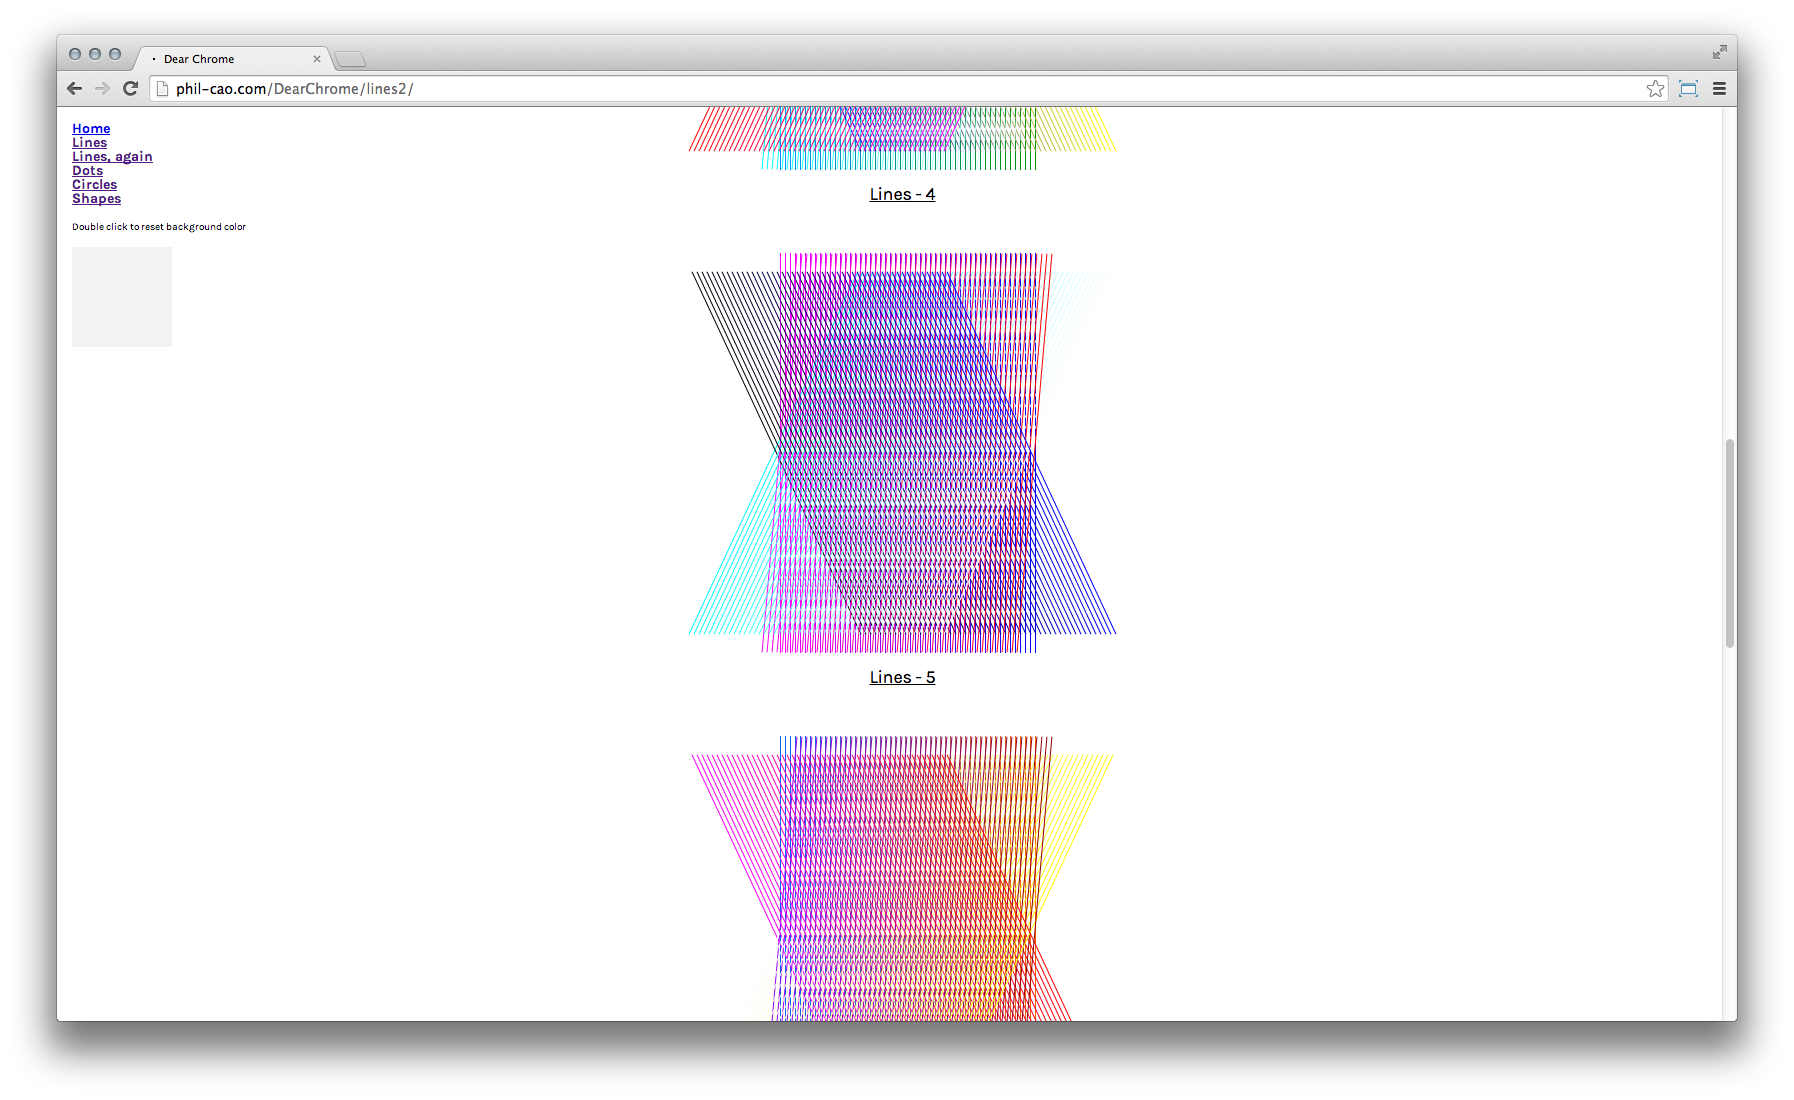 Dear Chrome
phil-cao.com/DearChrome/lines2/
Home
Lines
Lines, again
Dots
Circles
Shapes
Double click to reset background color
Lines - 4
Lines - 5